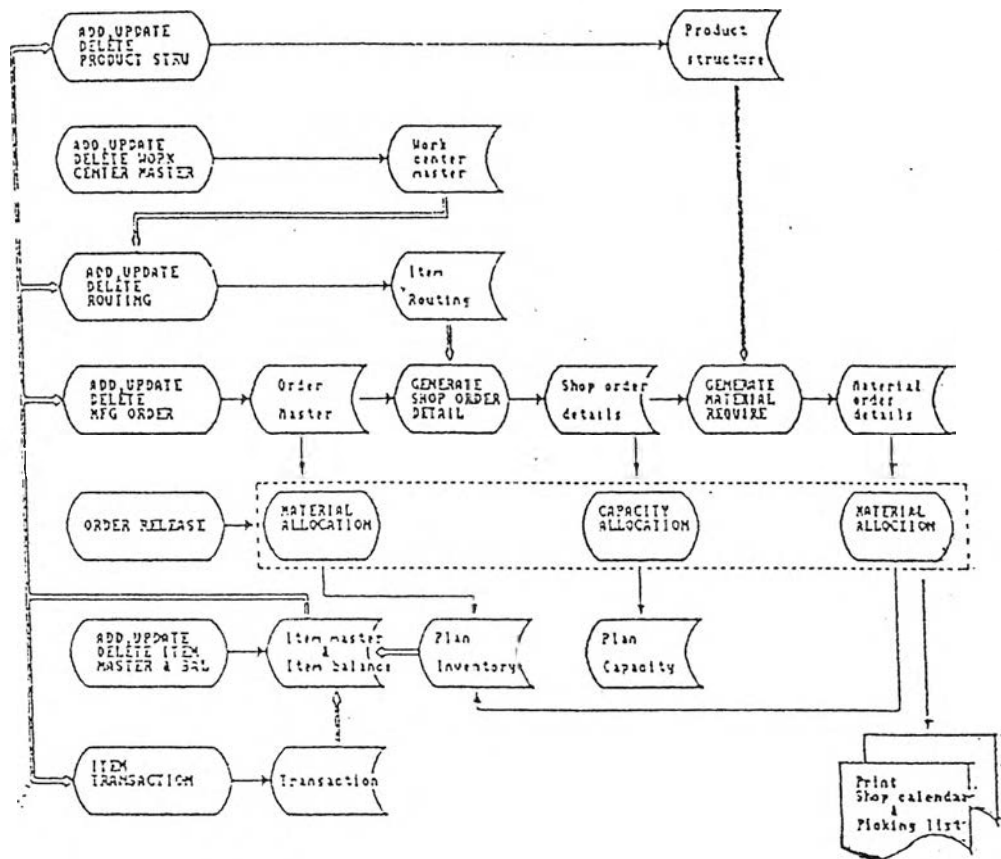 ADD,UPDATE
DELETE
PRODUCT STRU
Product
structure
ADD,UPDATE
DELETE WORK
CENTER MASTER
Work
center
master
ADD,UPDATE
DELETE
ROUTING
Item
Routing
ADD,UPDATE
DELETE
MFG ORDER
Order
Master
GENERATE
SHOP ORDER
DETAIL
Shop order
details
GENERATE
MATERIAL
REQUIRE
Material
order
details
ORDER RELEASE
MATERIAL
ALLOCATION
CAPACITY
ALLOCATION
MATERIAL
ALLOCTION
ADD,UPDATE
DELETE ITEM
MASTER & BAL
Item master
&
Item balance
Plan
Inventory
Plan
Capacity
ITEM
TRANSACTION
Transaction
Print
Shop calendar
&
Picking list